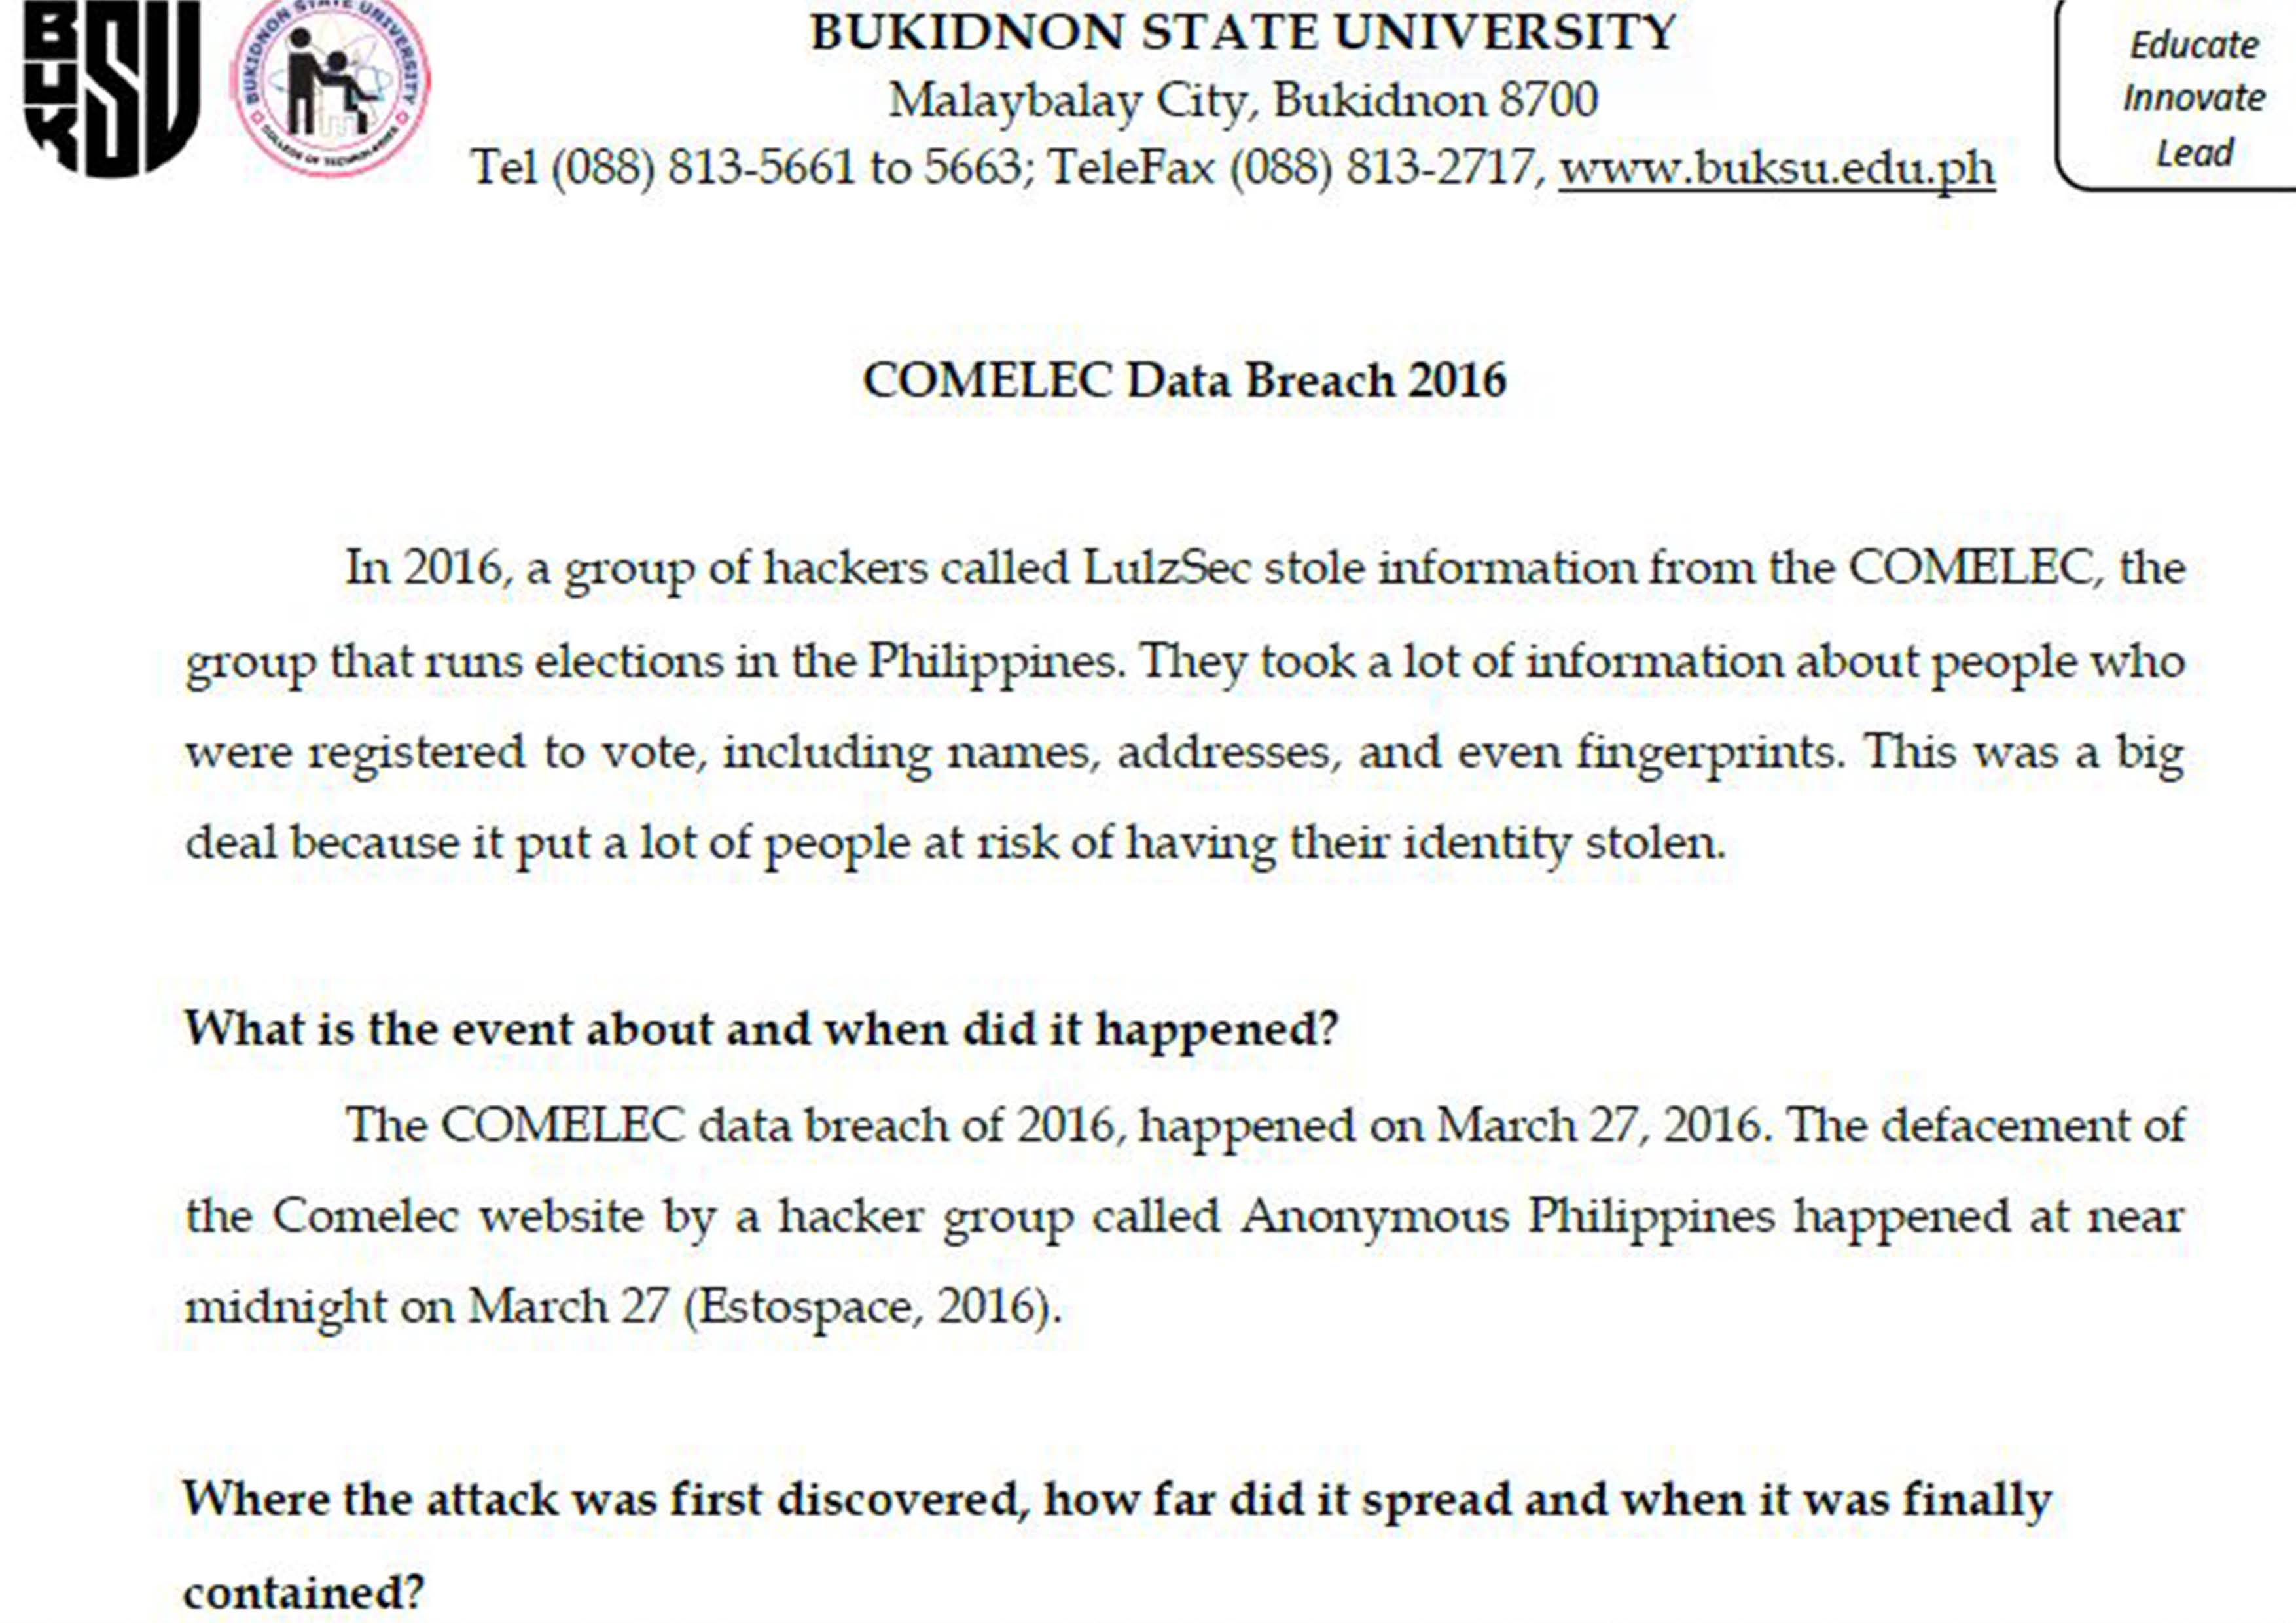 BUKSU
BUKIDNON STATE UNIVERSITY
COLLEGE OF TECHNOLOGIES
BUKIDNON STATE UNIVERSITY
Malaybalay City, Bukidnon 8700
Tel (088) 813-5661 to 5663; TeleFax (088) 813-2717, www.buksu.edu.ph
Educate
Innovate
Lead
COMELEC Data Breach 2016
In 2016, a group of hackers called LulzSec stole information from the COMELEC, the
group that runs elections in the Philippines. They took a lot of information about people who
were registered to vote, including names, addresses, and even fingerprints. This was a big
deal because it put a lot of people at risk of having their identity stolen.
What is the event about and when did it happened?
The COMELEC data breach of 2016, happened on March 27, 2016. The defacement of
the Comelec website by a hacker group called Anonymous Philippines happened at near
midnight on March 27 (Estospace, 2016).
Where the attack was first discovered, how far did it spread and when it was finally
contained?